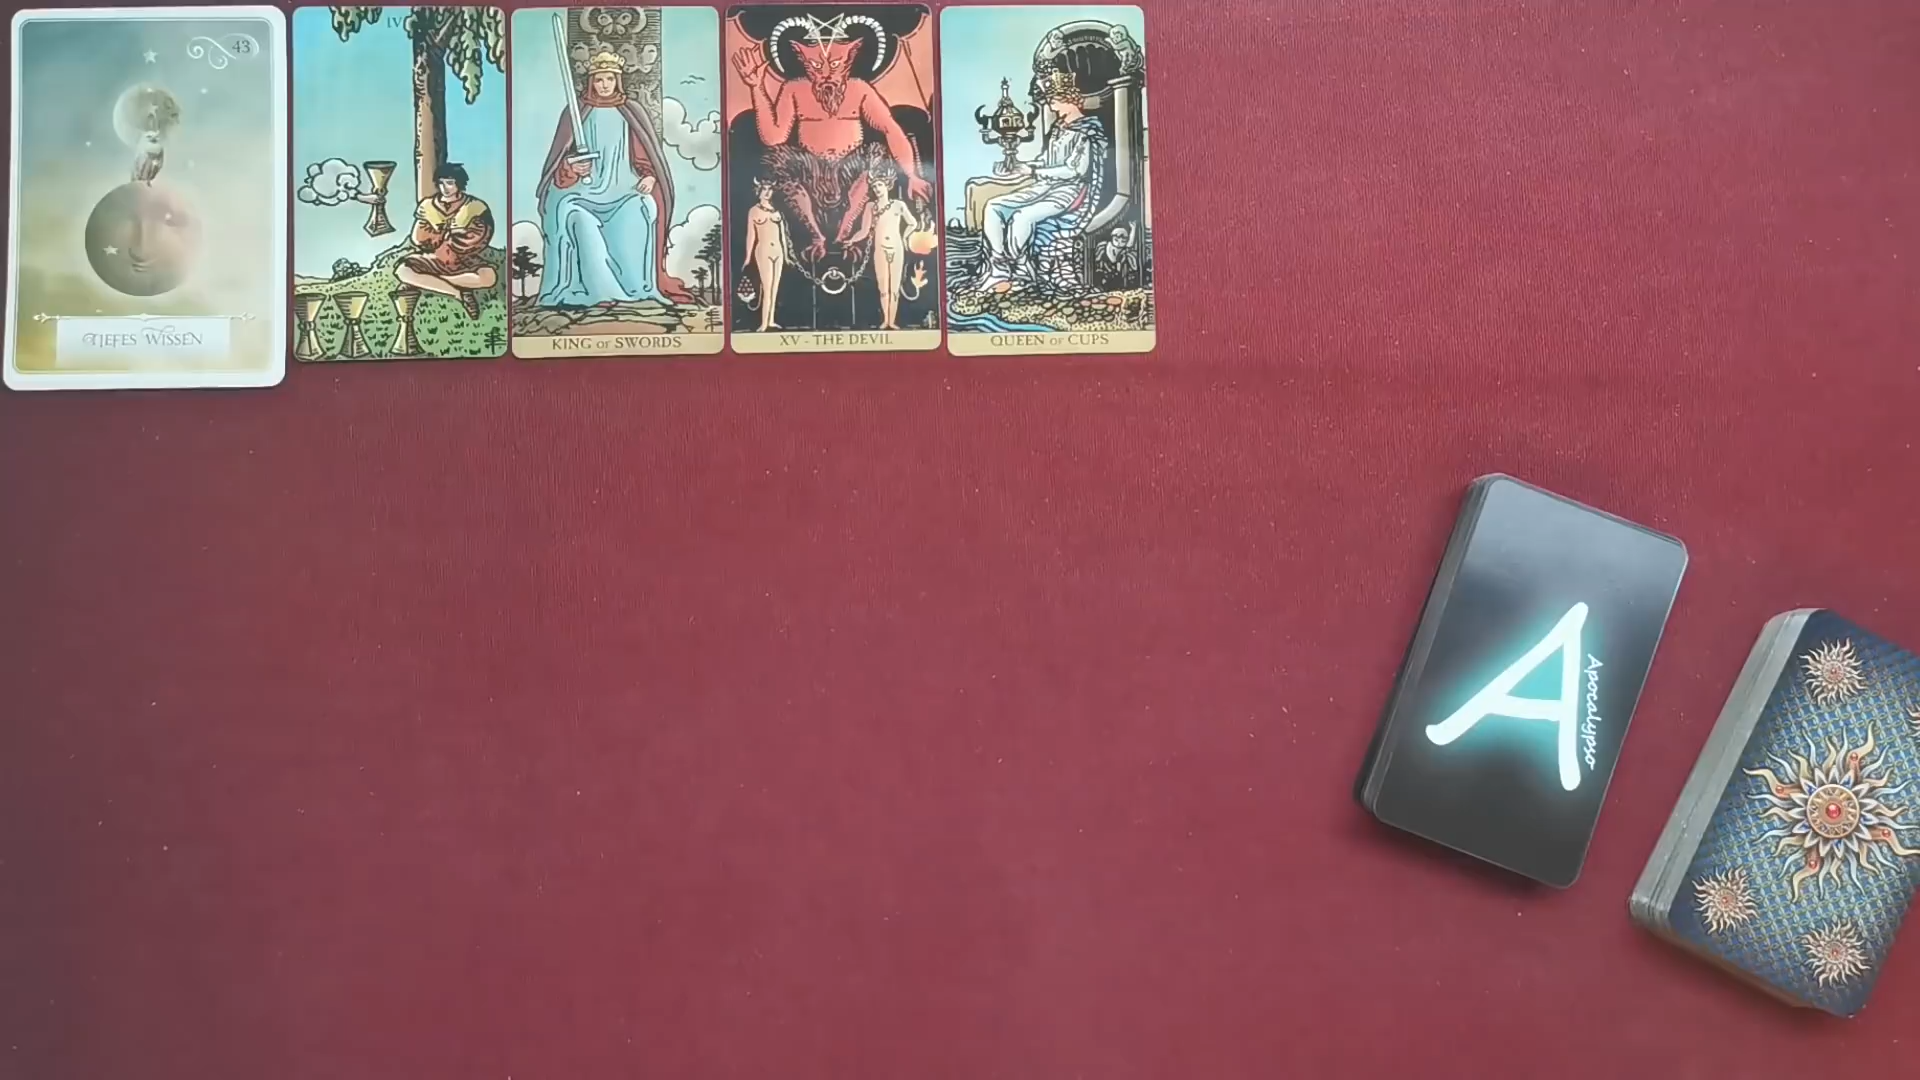 43
TIEFES WISSEN
IV
KING OF SWORDS
XV - THE DEVIL
QUEEN OF CUPS
A
Apocalypso